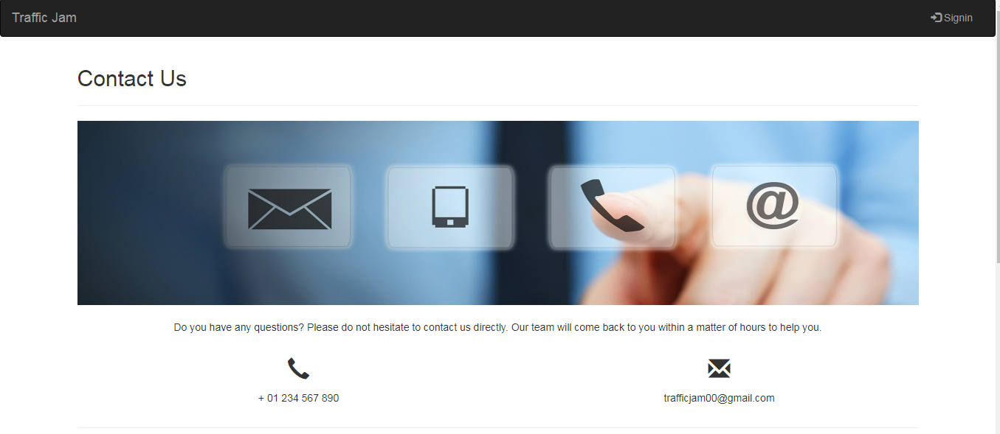 Traffic Jam
Signin
Contact Us
@
Do you have any questions? Please do not hesitate to contact us directly. Our team will come back to you within a matter of hours to help you.
+ 01 234 567 890
trafficjam00@gmail.com